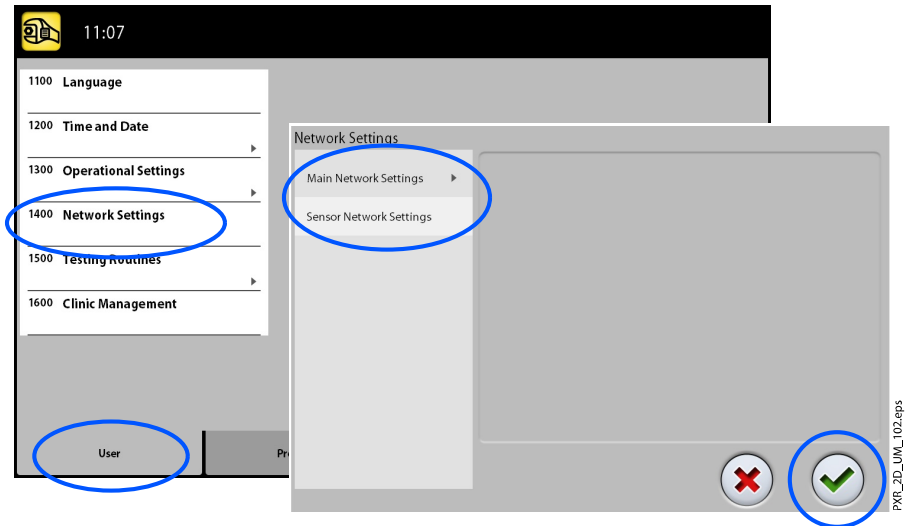 11:07
1100 Language
1200 Time and Date
1300 Operational Settings
1400 Network Settings
1500 Testing Routines
1600 Clinic Management
User
Pr
Network Settings
Main Network Settings
Sensor Network Settings
PXR_2D_UM_102.eps